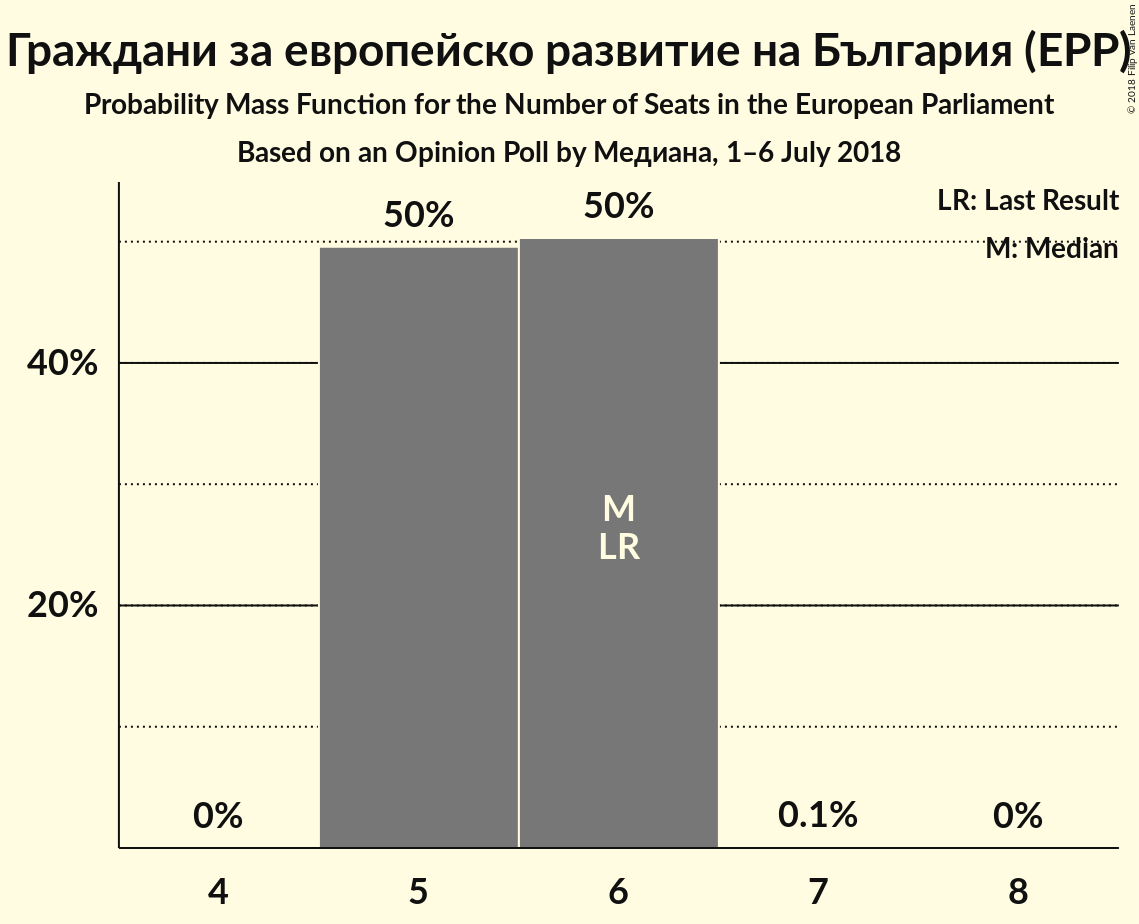 Граждани за европейско развитие на България (EPP)
Probability Mass Function for the Number of Seats in the European Parliament
Based on an Opinion Poll by Медиана, 1–6 July 2018
© 2018 Filip van Laenen
LR: Last Result
M: Median
50%
50%
40%
20%
M
LR
0%
0.1%
0%
4
5
6
7
8